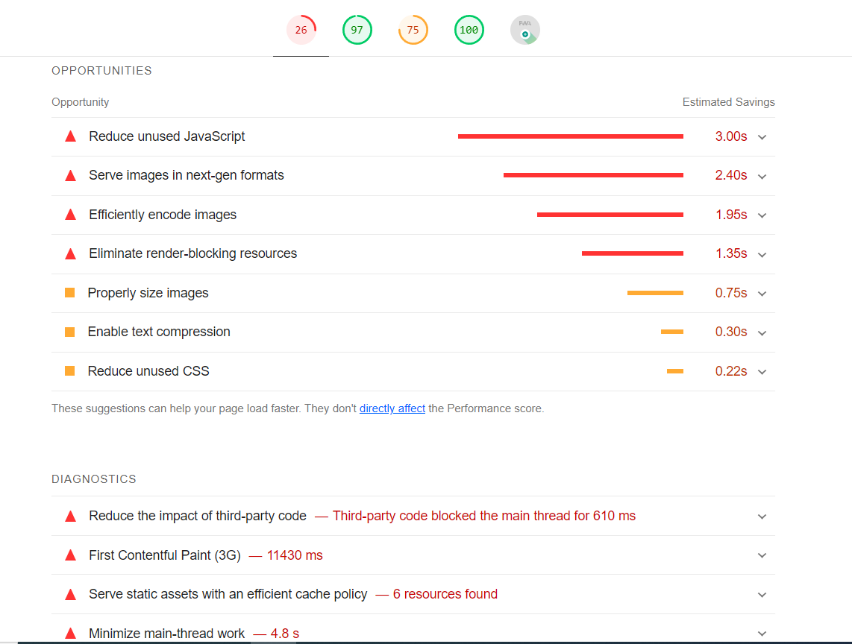 26 97 75 100 PWA
OPPORTUNITIES
Opportunity Estimated Savings
Reduce unused JavaScript 3.00s
Serve images in next-gen formats 2.40s
Efficiently encode images 1.95s
Eliminate render-blocking resources 1.35s
Properly size images 0.75s
Enable text compression 0.30s
Reduce unused CSS 0.22s
These suggestions can help your page load faster. They don't directly affect the Performance score.
DIAGNOSTICS
Reduce the impact of third-party code — Third-party code blocked the main thread for 610 ms
First Contentful Paint (3G) — 11430 ms
Serve static assets with an efficient cache policy — 6 resources found
Minimize main-thread work — 4.8 s